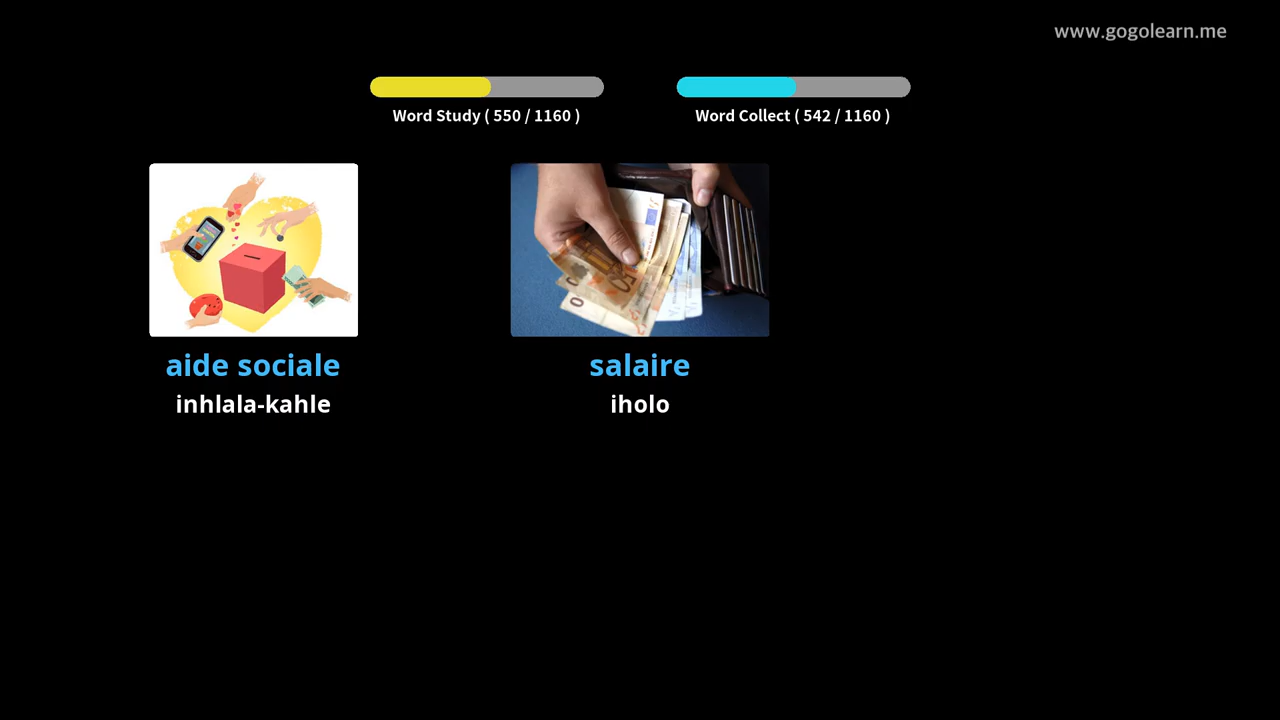 www.gogolearn.me
Word Study ( 550 / 1160 )
Word Collect ( 542 / 1160 )
aide sociale
inhlala-kahle
salaire
iholo